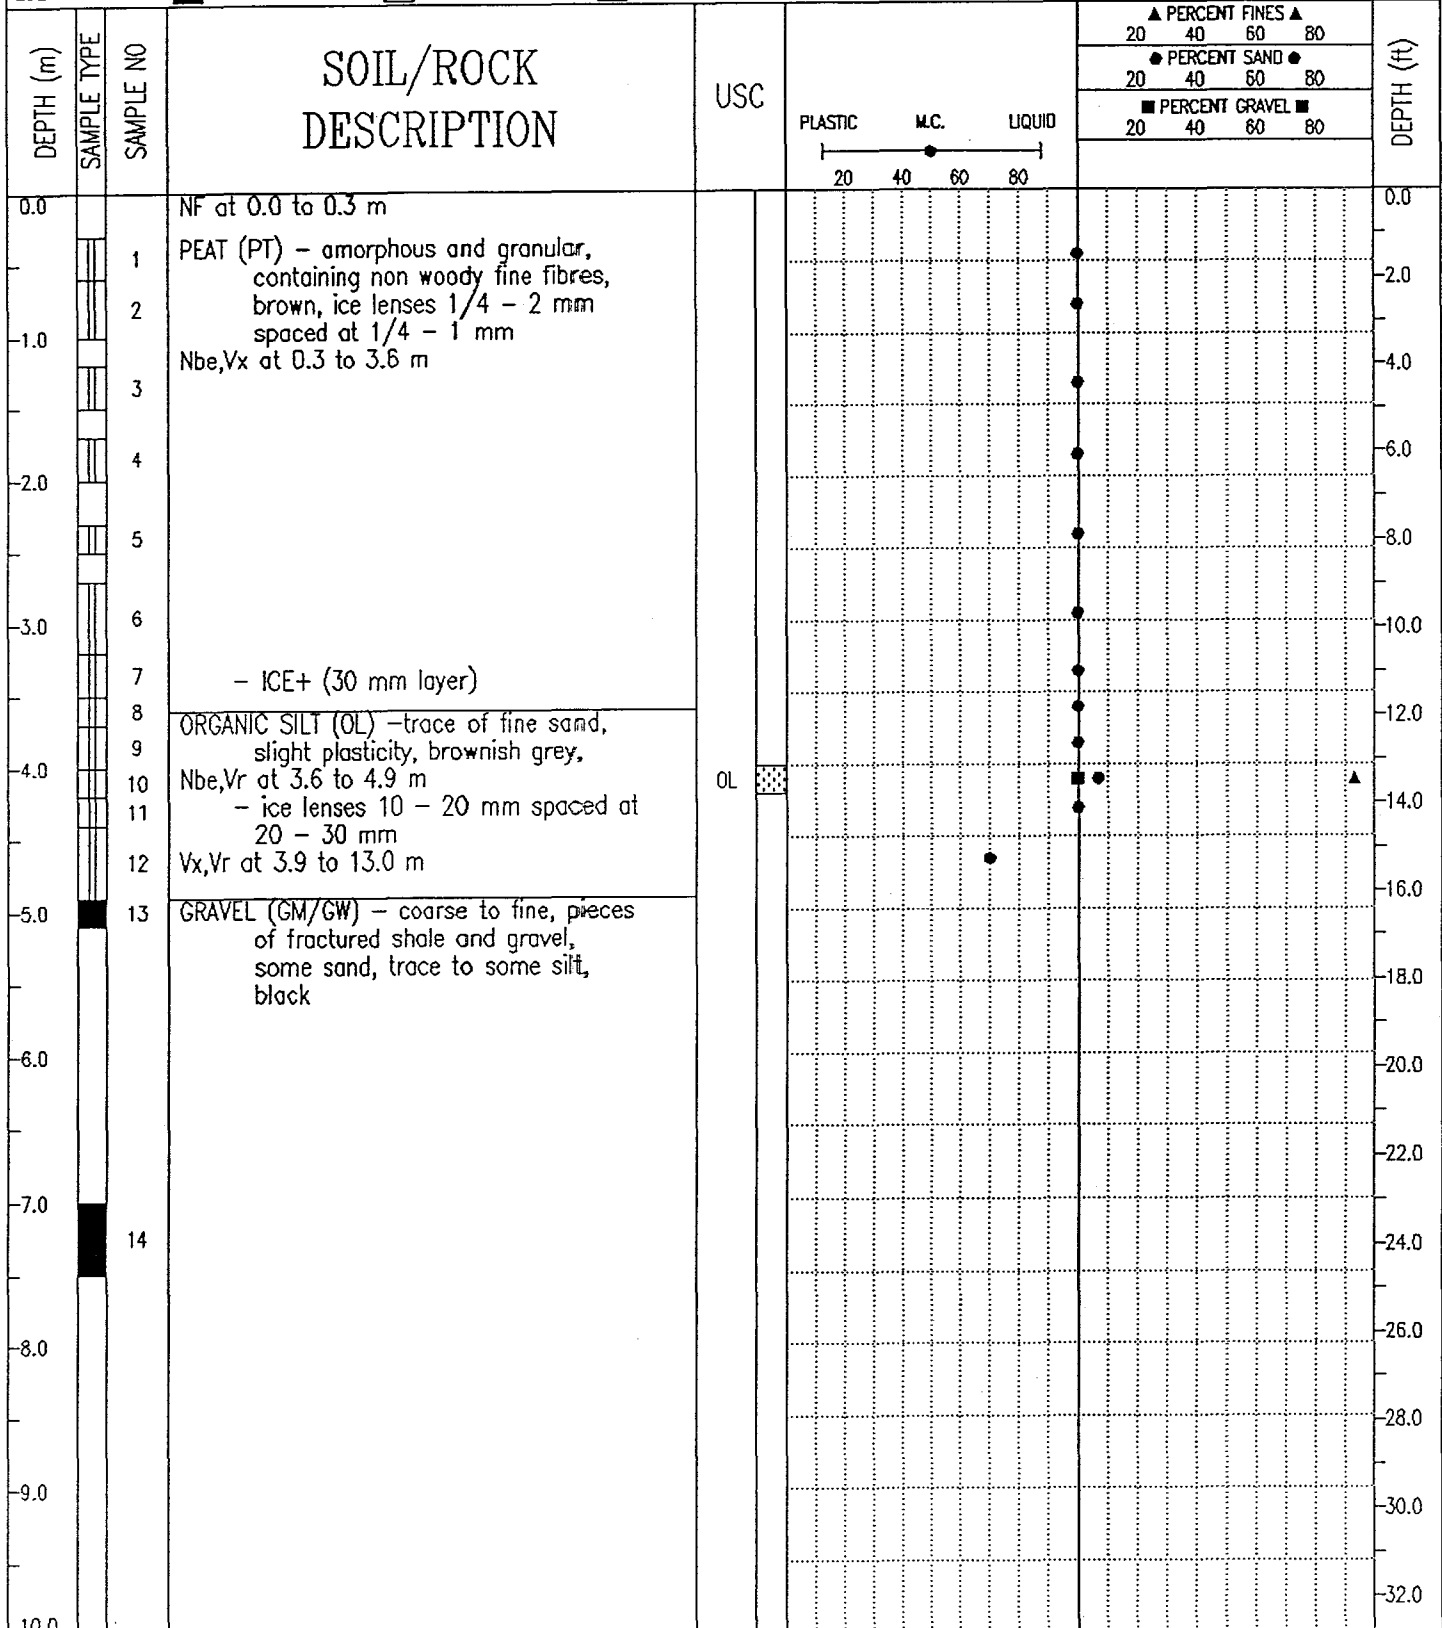 DEPTH (m)
SAMPLE TYPE
SAMPLE NO
SOIL/ROCK
DESCRIPTION
USC
PLASTIC M.C. LIQUID
20 40 60 80
▲ PERCENT FINES ▲
20 40 60 80
● PERCENT SAND ●
20 40 60 80
■ PERCENT GRAVEL ■
20 40 60 80
DEPTH (ft)
0.0
NF at 0.0 to 0.3 m
0.0
1
PEAT (PT) – amorphous and granular,
containing non woody fine fibres,
-2.0
2
brown, ice lenses 1/4 – 2 mm
spaced at 1/4 – 1 mm
-1.0
Nbe,Vx at 0.3 to 3.6 m
-4.0
3
4
-6.0
-2.0
5
-8.0
6
-3.0
-10.0
7
– ICE+ (30 mm layer)
8
-12.0
ORGANIC SILT (OL) –trace of fine sand,
9
slight plasticity, brownish grey,
-4.0
10
Nbe,Vr at 3.6 to 4.9 m
OL
11
– ice lenses 10 – 20 mm spaced at
-14.0
20 – 30 mm
12
Vx,Vr at 3.9 to 13.0 m
-16.0
-5.0
13
GRAVEL (GM/GW) – coarse to fine, pieces
of fractured shale and gravel,
some sand, trace to some silt,
-18.0
black
-6.0
-20.0
-22.0
-7.0
14
-24.0
-26.0
-8.0
-28.0
-9.0
-30.0
-32.0
10.0